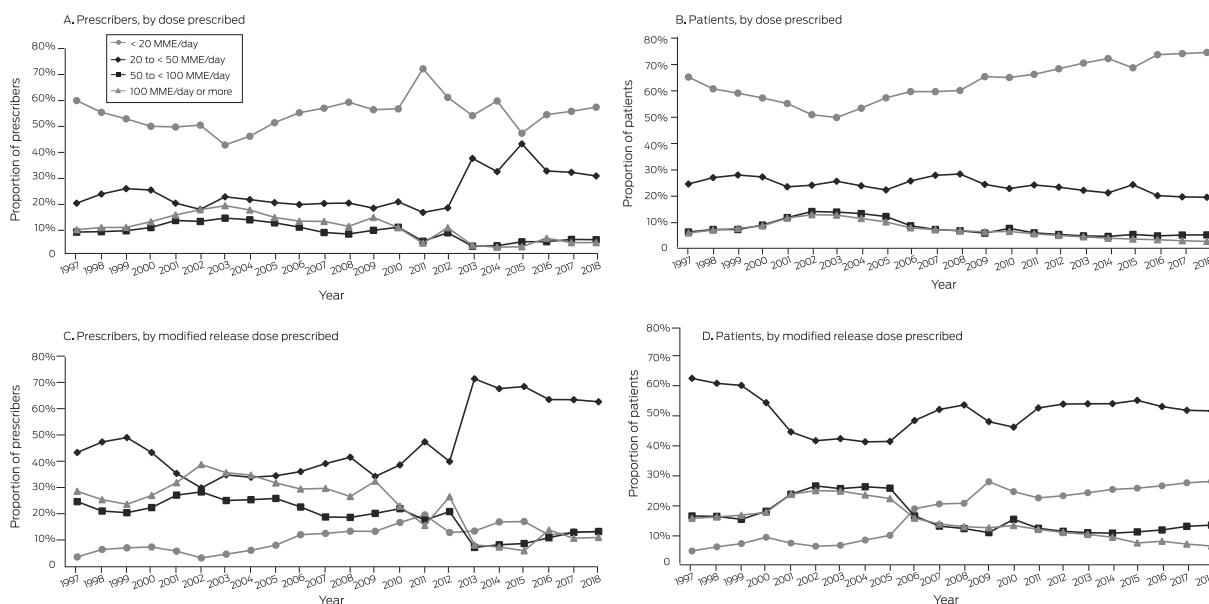 A. Prescribers, by dose prescribed
< 20 MME/day
20 to < 50 MME/day
50 to < 100 MME/day
100 MME/day or more
Proportion of prescribers
80%
70%
60%
50%
40%
30%
20%
10%
0
1997 1998 1999 2000 2001 2002 2003 2004 2005 2006 2007 2008 2009 2010 2011 2012 2013 2014 2015 2016 2017 2018
Year
B. Patients, by dose prescribed
Proportion of patients
80%
70%
60%
50%
40%
30%
20%
10%
0
1997 1998 1999 2000 2001 2002 2003 2004 2005 2006 2007 2008 2009 2010 2011 2012 2013 2014 2015 2016 2017 2018
Year
C. Prescribers, by modified release dose prescribed
Proportion of prescribers
80%
70%
60%
50%
40%
30%
20%
10%
0
1997 1998 1999 2000 2001 2002 2003 2004 2005 2006 2007 2008 2009 2010 2011 2012 2013 2014 2015 2016 2017 2018
Year
D. Patients, by modified release dose prescribed
Proportion of patients
80%
70%
60%
50%
40%
30%
20%
10%
0
1997 1998 1999 2000 2001 2002 2003 2004 2005 2006 2007 2008 2009 2010 2011 2012 2013 2014 2015 2016 2017 2018
Year